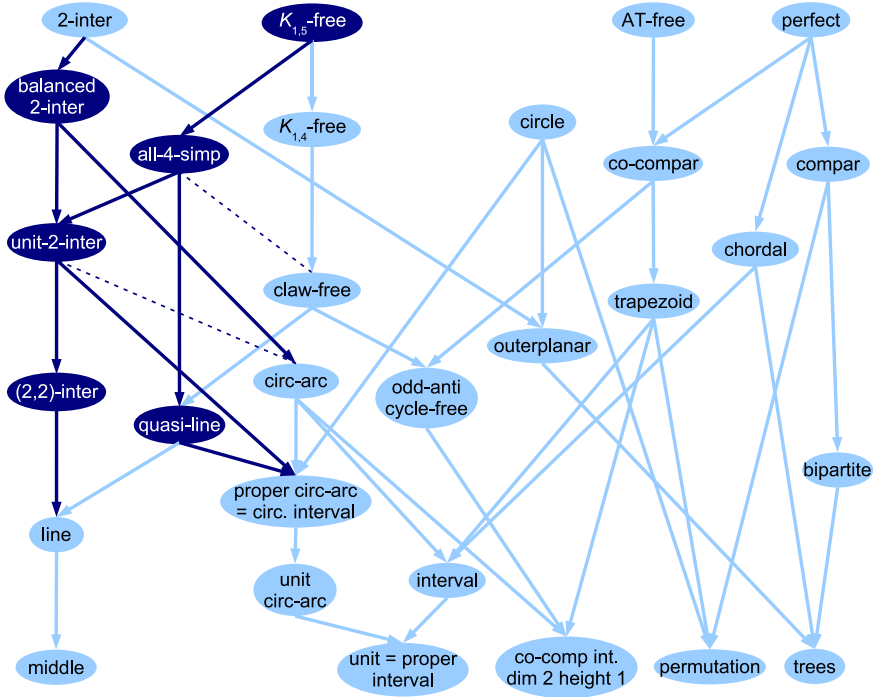 2-inter
K1,5-free
AT-free
perfect
balanced
2-inter
K1,4-free
circle
all-4-simp
co-compar
compar
unit-2-inter
chordal
claw-free
trapezoid
outerplanar
circ-arc
(2,2)-inter
odd-anti
cycle-free
quasi-line
bipartite
proper circ-arc
= circ. interval
line
unit
circ-arc
interval
middle
unit = proper
interval
co-comp int.
dim 2 height 1
permutation
trees